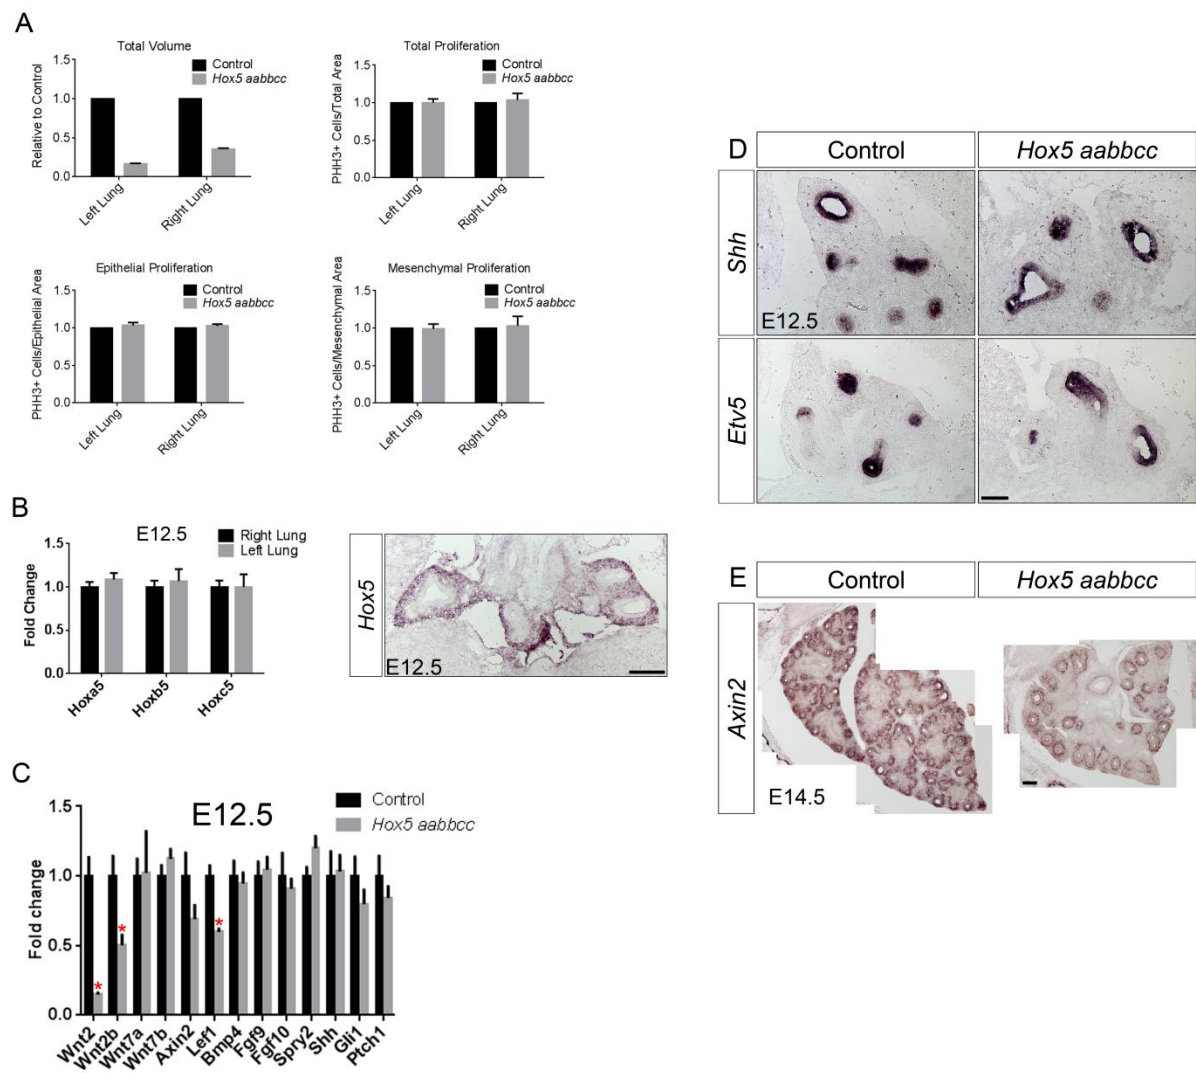 A
Total Volume
Relative to Control
1.5
1.0
0.5
0.0
Control
Hox5 aabbcc
Left Lung
Right Lung
Total Proliferation
PHH3+ Cells/Total Area
1.5
1.0
0.5
0.0
Control
Hox5 aabbcc
Left Lung
Right Lung
Epithelial Proliferation
PHH3+ Cells/Epithelial Area
1.5
1.0
0.5
0.0
Control
Hox5 aabbcc
Left Lung
Right Lung
Mesenchymal Proliferation
PHH3+ Cells/Mesenchymal Area
1.5
1.0
0.5
0.0
Control
Hox5 aabbcc
Left Lung
Right Lung
B
E12.5
Right Lung
Left Lung
Fold Change
1.5
1.0
0.5
0.0
Hoxa5
Hoxb5
Hoxc5
Hox5
E12.5
C
E12.5
Control
Hox5 aabbcc
Fold change
1.5
1.0
0.5
0.0
*
*
*
Wnt2
Wnt2b
Wnt7a
Wnt7b
Axin2
Lef1
Bmp4
Fgf9
Fgf10
Spry2
Shh
Gli1
Ptch1
D
Control
Hox5 aabbcc
Shh
E12.5
Etv5
E
Control
Hox5 aabbcc
Axin2
E14.5